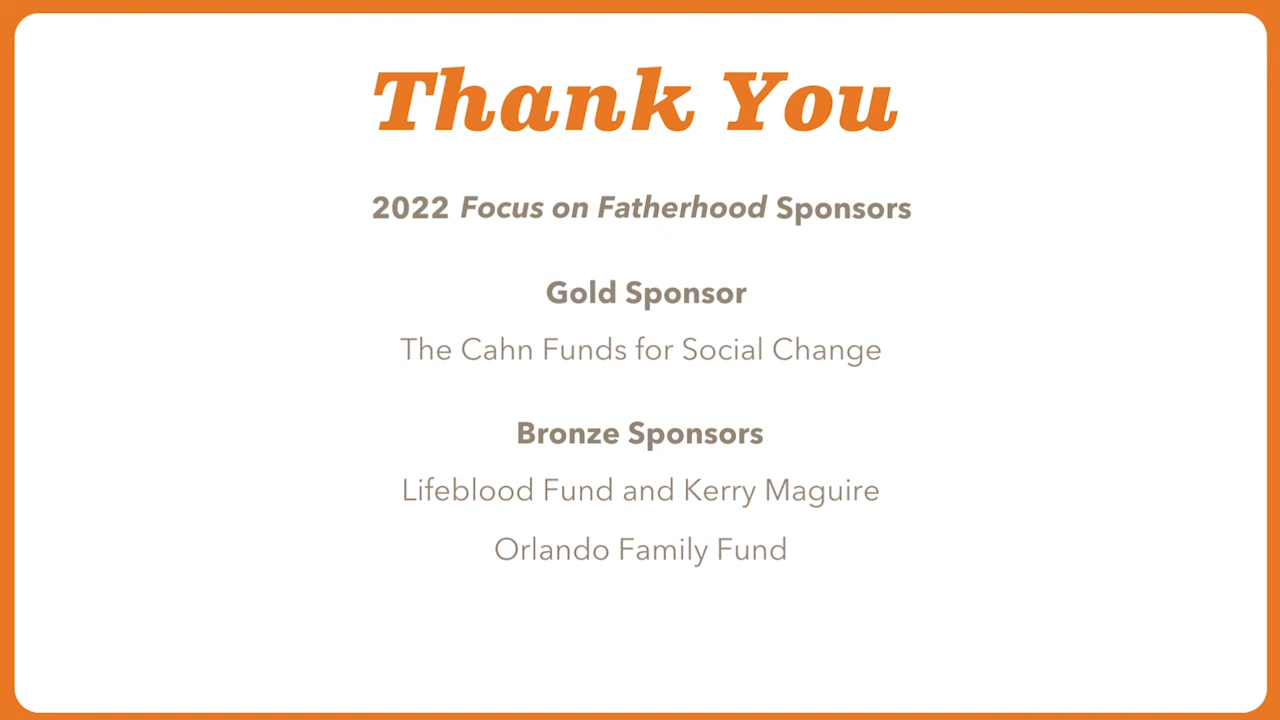 Thank You
2022 Focus on Fatherhood Sponsors
Gold Sponsor
The Cahn Funds for Social Change
Bronze Sponsors
Lifeblood Fund and Kerry Maguire
Orlando Family Fund